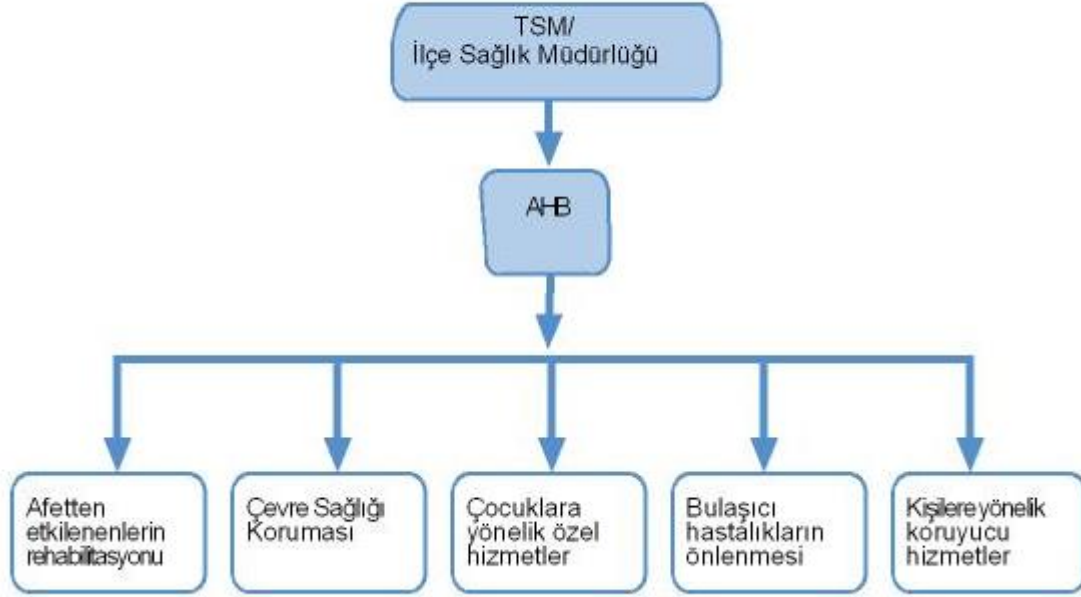 TSM/
İlçe Sağlık Müdürlüğü
AHB
Afetten
etkilenenlerin
rehabilitasyonu
Çevre Sağlığı
Koruması
Çocuklara
yönelik özel
hizmetler
Bulaşıcı
hastalıkların
önlenmesi
Kişilere yönelik
koruyucu
hizmetler